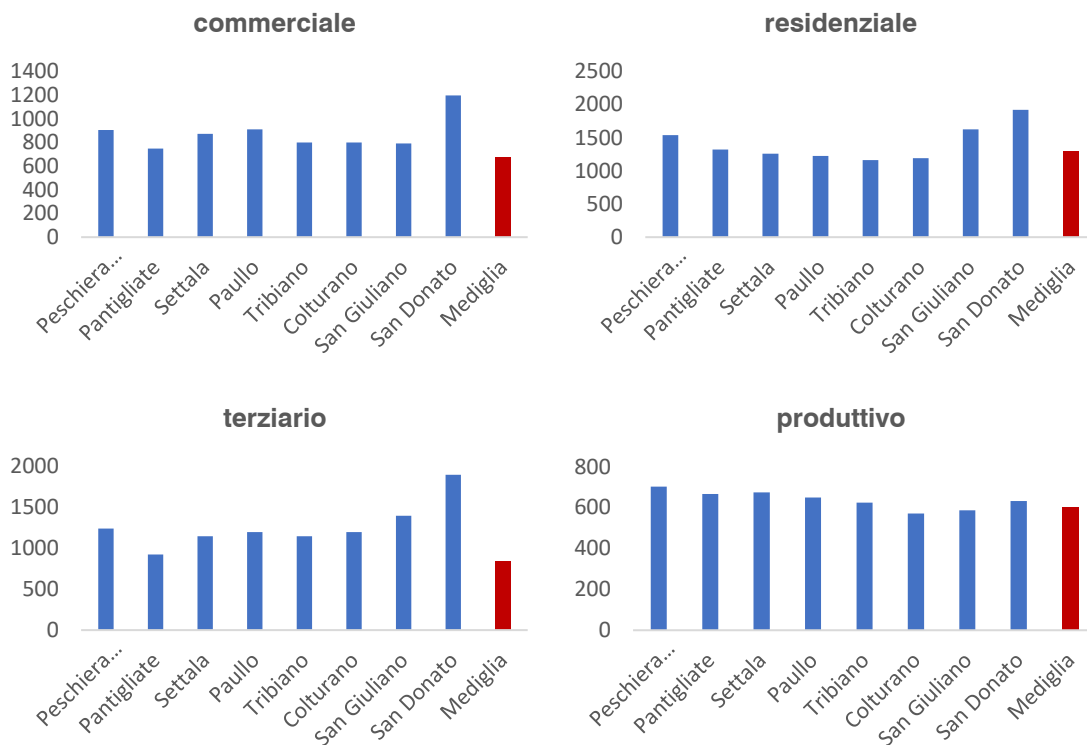 commerciale
1400
1200
1000
800
600
400
200
0
Peschiera...
Pantigliate
Settala
Paullo
Tribiano
Colturano
San Giuliano
San Donato
Mediglia
residenziale
2500
2000
1500
1000
500
0
Peschiera...
Pantigliate
Settala
Paullo
Tribiano
Colturano
San Giuliano
San Donato
Mediglia
terziario
2000
1500
1000
500
0
Peschiera...
Pantigliate
Settala
Paullo
Tribiano
Colturano
San Giuliano
San Donato
Mediglia
produttivo
800
600
400
200
0
Peschiera...
Pantigliate
Settala
Paullo
Tribiano
Colturano
San Giuliano
San Donato
Mediglia